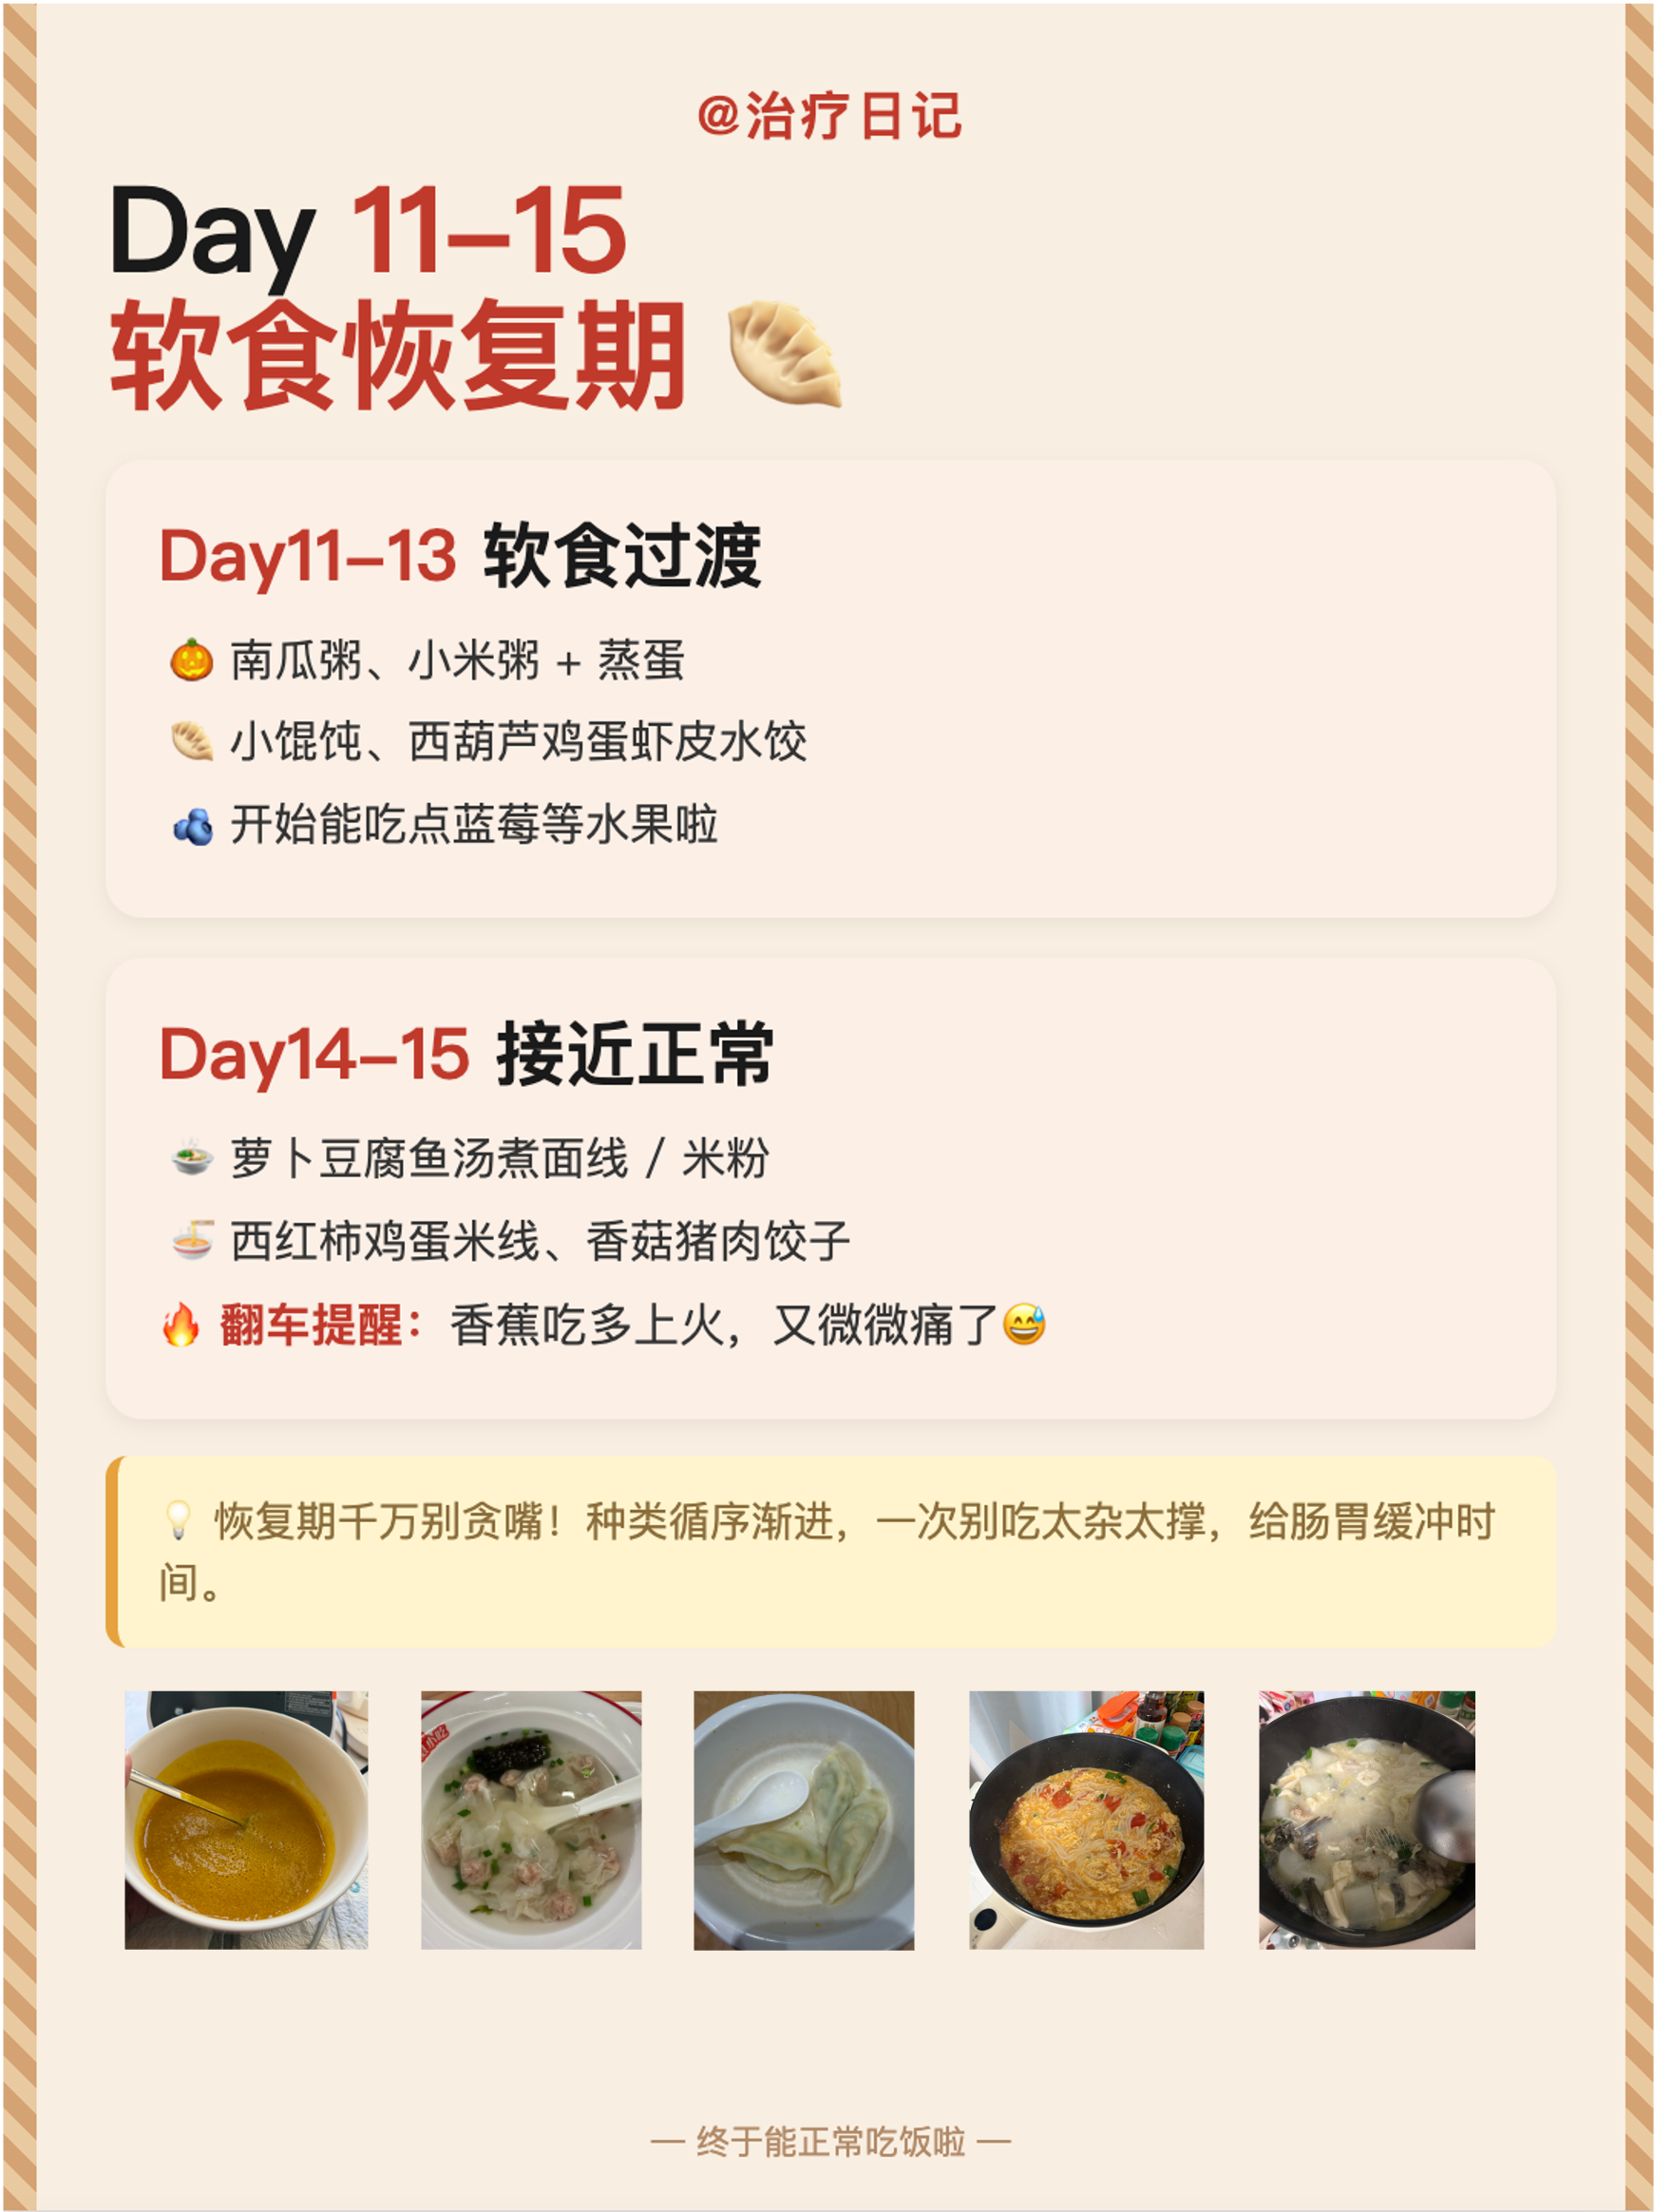 @治疗日记
Day 11–15
软食恢复期
Day11–13 软食过渡
南瓜粥、小米粥 + 蒸蛋
小馄饨、西葫芦鸡蛋虾皮水饺
开始能吃点蓝莓等水果啦
Day14–15 接近正常
萝卜豆腐鱼汤煮面线 / 米粉
西红柿鸡蛋米线、香菇猪肉饺子
翻车提醒：香蕉吃多上火，又微微痛了
恢复期千万别贪嘴！种类循序渐进，一次别吃太杂太撑，给肠胃缓冲时
间。
小吃
— 终于能正常吃饭啦 —